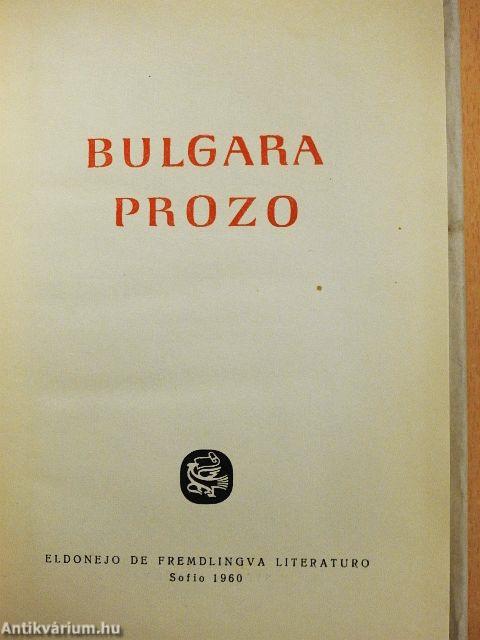 BULGARA
PROZO
ELDONEJO DE FREMDLINGVA LITERATURO
Sofio 1960
Antikvárium.hu